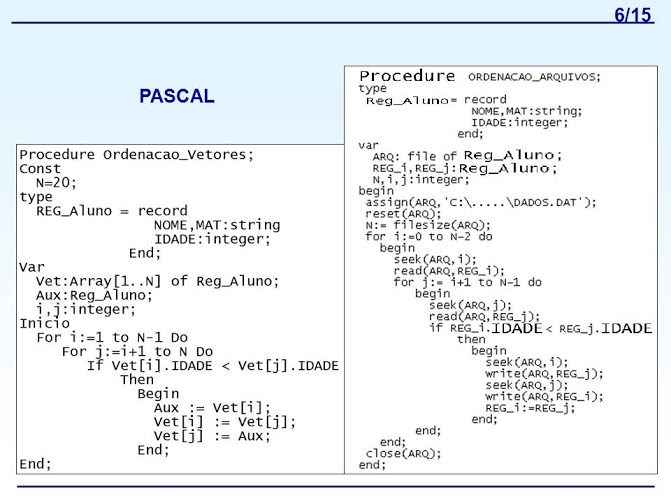 6/15
PASCAL
Procedure Ordenacao_Vetores;
Const
N=20;
type
REG_Aluno = record
NOME,MAT:string
IDADE:integer;
End;
Var
Vet:Array[1..N] of Reg_Aluno;
Aux:Reg_Aluno;
i,j:integer;
Inicio
For i:=1 to N-1 Do
For j:=i+1 to N Do
If Vet[i].IDADE < Vet[j].IDADE
Then
Begin
Aux := Vet[i];
Vet[i] := Vet[j];
Vet[j] := Aux;
End;
End;
Procedure ORDENACAO_ARQUIVOS;
type
Reg_Aluno= record
NOME,MAT:string;
IDADE:integer;
end;
var
ARQ: file of Reg_Aluno;
REG_i,REG_j:Reg_Aluno;
N,i,j:integer;
begin
assign(ARQ,'C:\.....\DADOS.DAT');
reset(ARQ);
N:= filesize(ARQ);
for i:=0 to N-2 do
begin
seek(ARQ,i);
read(ARQ,REG_i);
for j:= i+1 to N-1 do
begin
seek(ARQ,j);
read(ARQ,REG_j);
if REG_i.IDADE < REG_j.IDADE
then
begin
seek(ARQ,i);
write(ARQ,REG_j);
seek(ARQ,j);
write(ARQ,REG_i);
REG_i:=REG_j;
end;
end;
end;
close(ARQ);
end;